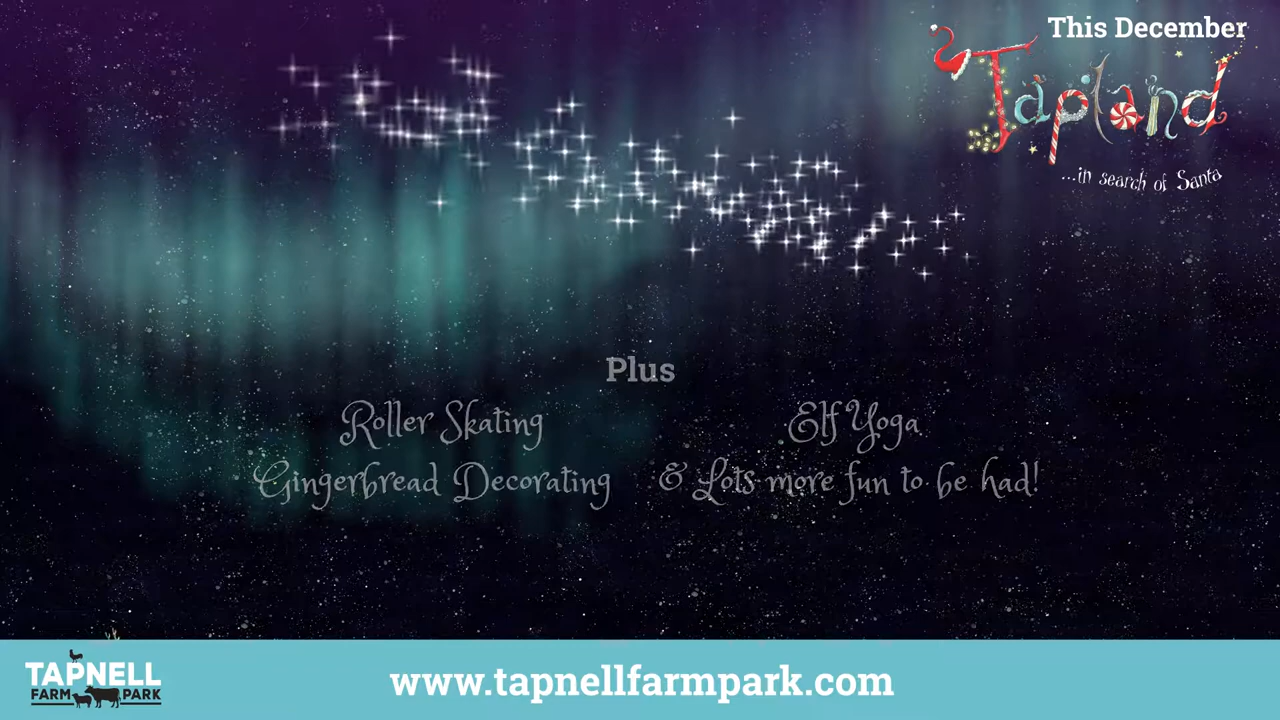 This December
Tapland
...in search of Santa
Plus
Roller Skating
Elf Yoga
Gingerbread Decorating
& Lots more fun to be had!
TAPNELL
FARM PARK
www.tapnellfarmpark.com